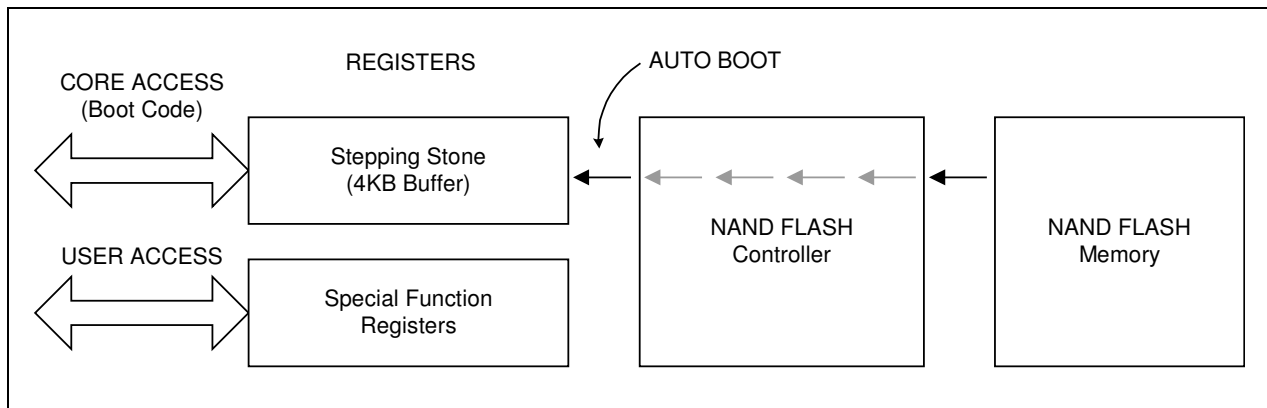 REGISTERS
AUTO BOOT
CORE ACCESS
(Boot Code)
Stepping Stone
(4KB Buffer)
NAND FLASH
Controller
NAND FLASH
Memory
USER ACCESS
Special Function
Registers